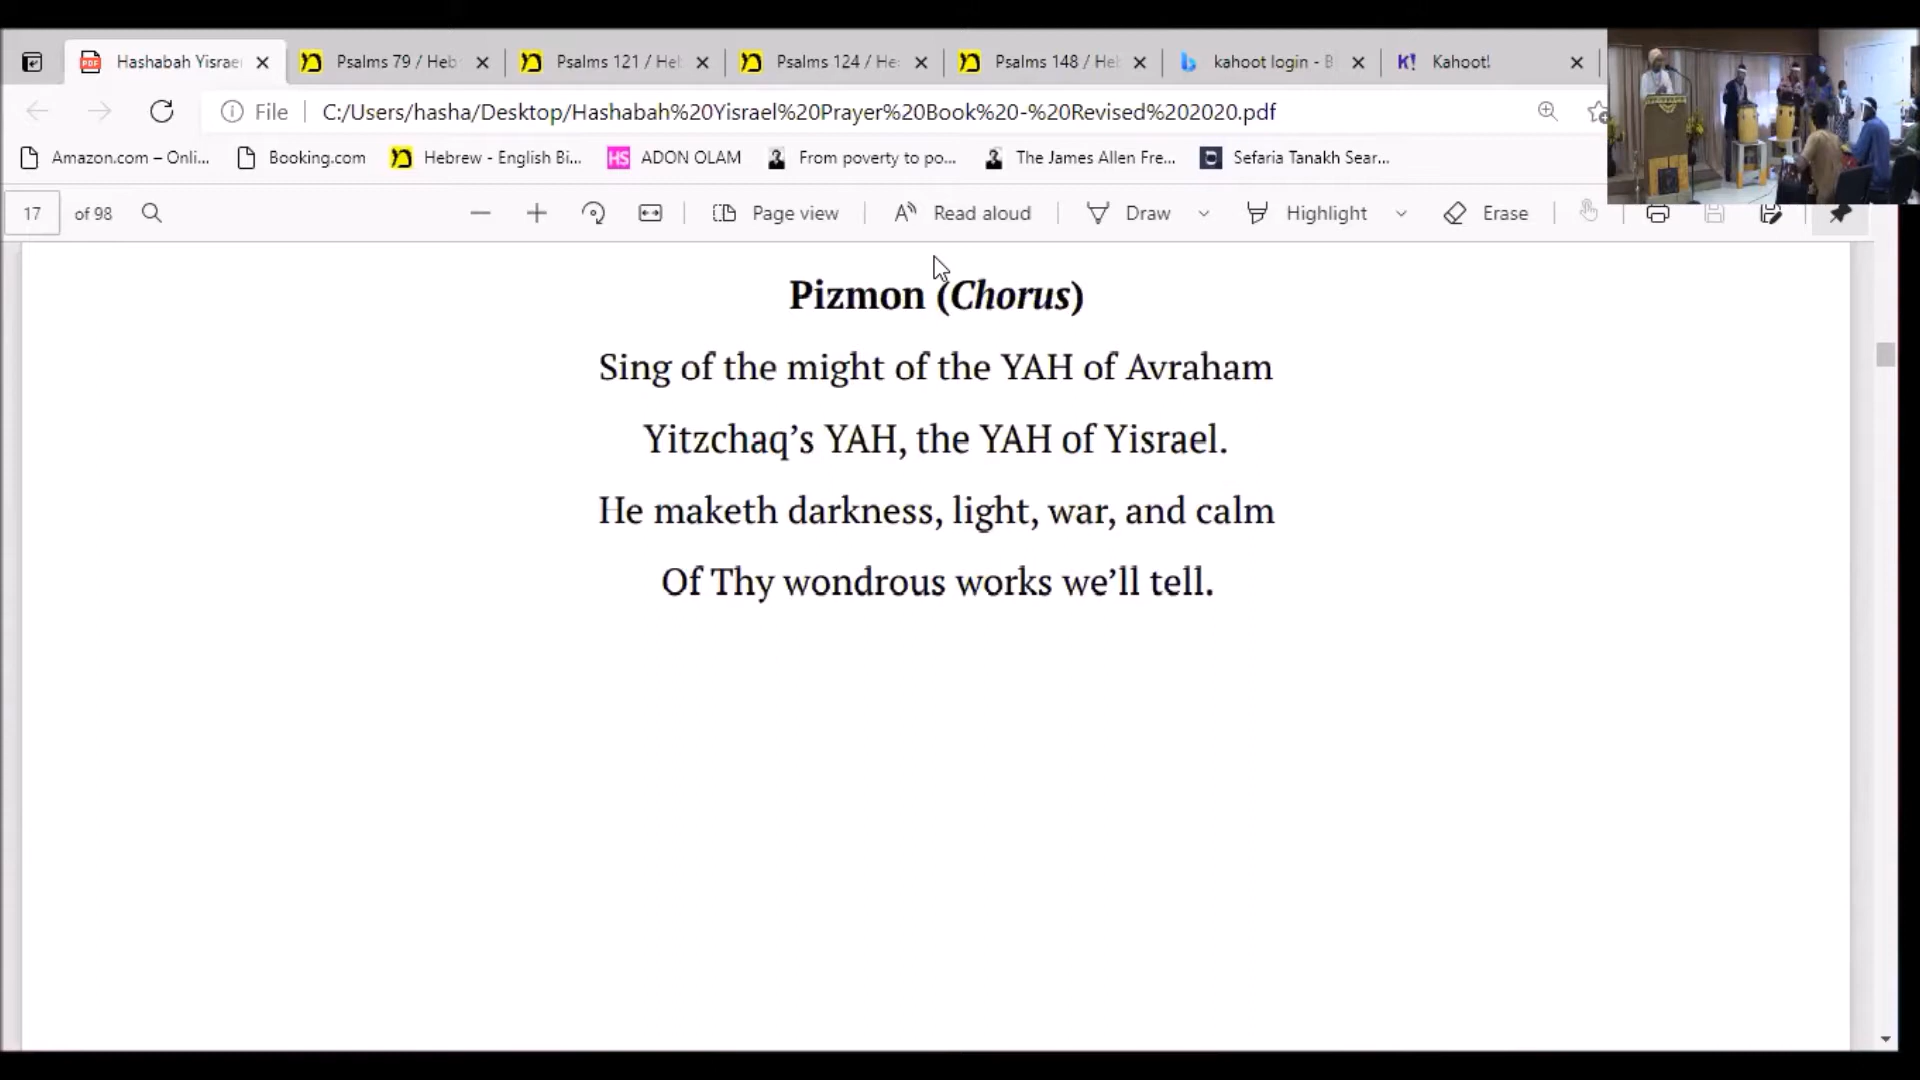 Hashabah Yisrae
Psalms 79 / Heb
Psalms 121 / Heb
Psalms 124 / He
Psalms 148 / Heb
kahoot login - B
K! Kahoot!
File C:/Users/hasha/Desktop/Hashabah%20Yisrael%20Prayer%20Book%20-%20Revised%202020.pdf
Amazon.com – Onli...
Booking.com
Hebrew - English Bi...
HS ADON OLAM
From poverty to po...
The James Allen Fre...
Sefaria Tanakh Sear...
17 of 98
Page view
Read aloud
Draw
Highlight
Erase
Pizmon (Chorus)
Sing of the might of the YAH of Avraham
Yitzchaq’s YAH, the YAH of Yisrael.
He maketh darkness, light, war, and calm
Of Thy wondrous works we’ll tell.